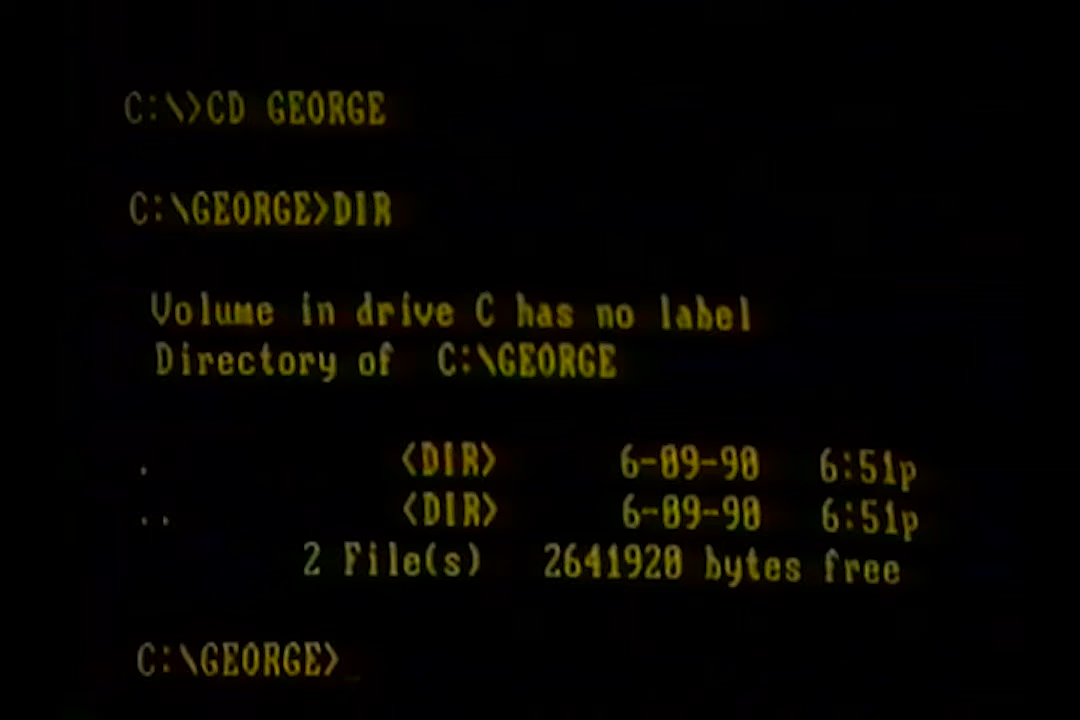 C:\>CD GEORGE
C:\GEORGE>DIR
Volume in drive C has no label
Directory of C:\GEORGE
. <DIR> 6-09-90 6:51p
.. <DIR> 6-09-90 6:51p
2 File(s) 2641920 bytes free
C:\GEORGE>_